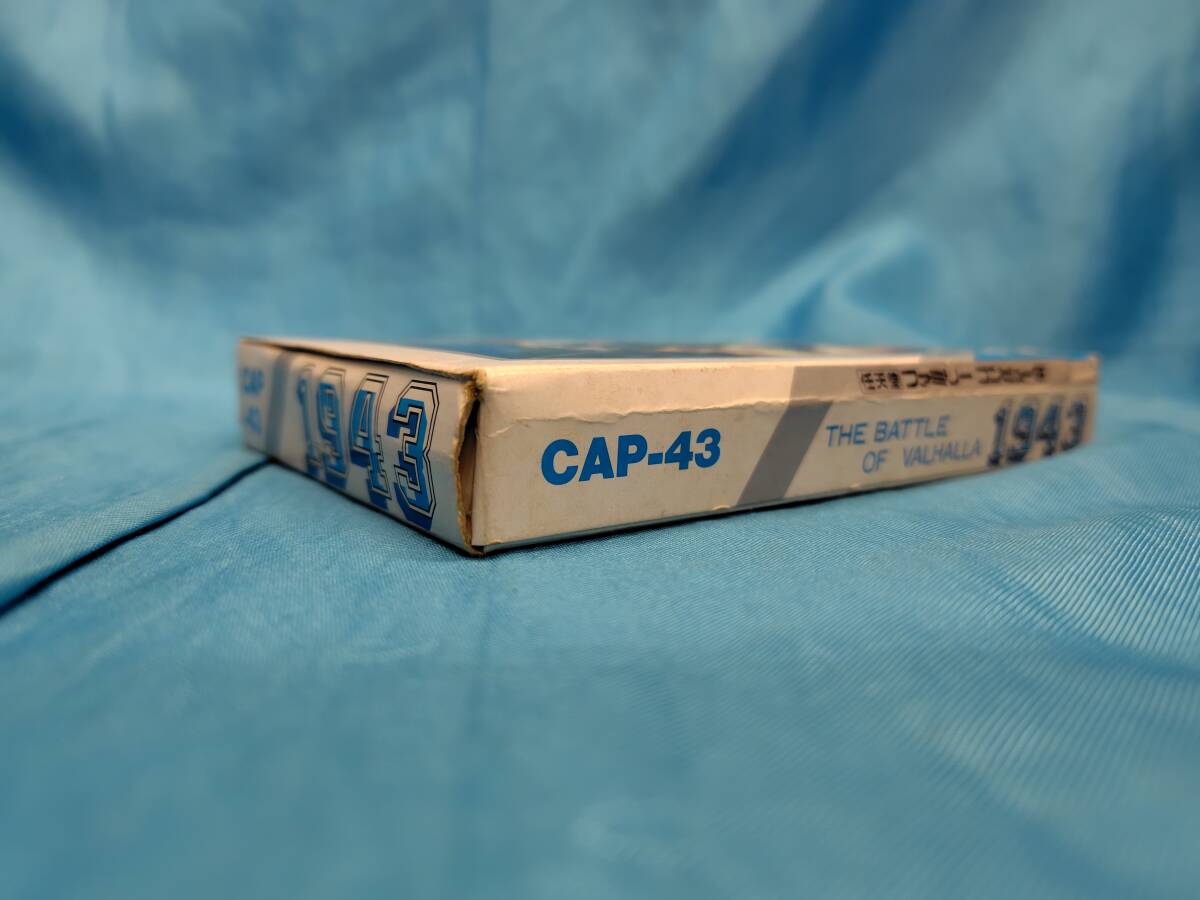 CAP
-43
1943
CAP-43
任天堂 ファミリーコンピュータ
THE BATTLE
OF VALHALLA
1943